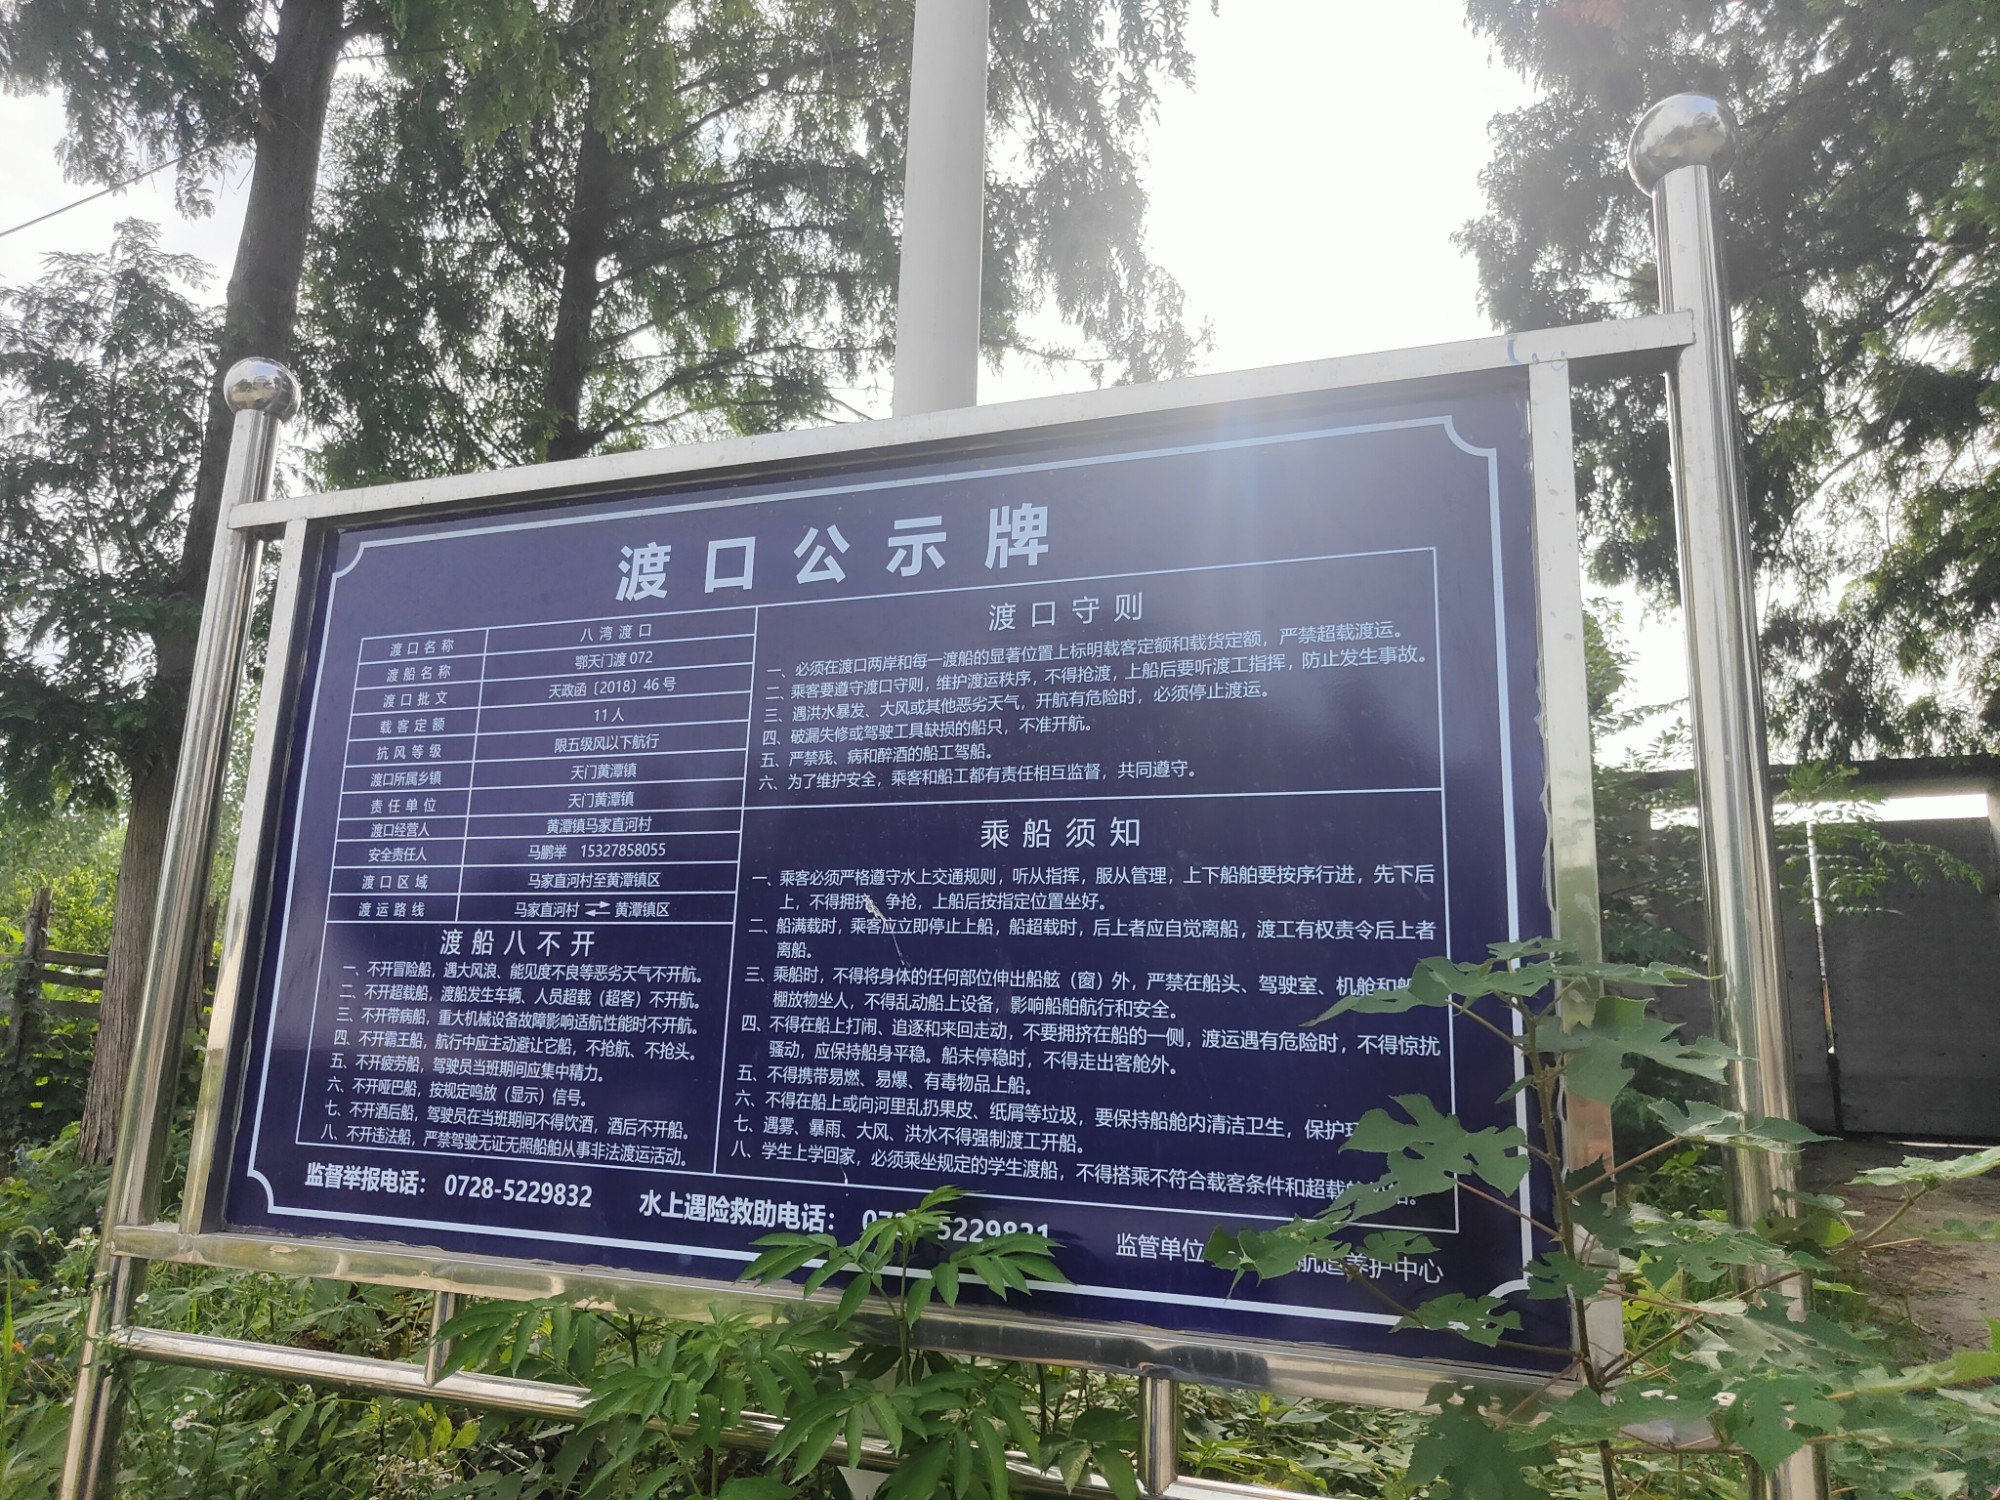 渡口公示牌
渡口名称 八湾渡口
渡船名称 鄂天门渡072
渡口批文 天政函〔2018〕46号
载客定额 11人
抗风等级 限五级风以下航行
渡口所属乡镇 天门黄潭镇
责任单位 天门黄潭镇
渡口经营人 黄潭镇马家直河村
安全责任人 马鹏举 15327858055
渡口区域 马家直河村至黄潭镇区
渡运路线 马家直河村 ⇄ 黄潭镇区
渡船八不开
一、不开冒险船，遇大风浪、能见度不良等恶劣天气不开航。
二、不开超载船，渡船发生车辆、人员超载（超客）不开航。
三、不开带病船，重大机械设备故障影响适航性能时不开航。
四、不开霸王船，航行中应主动避让它船，不抢航、不抢头。
五、不开疲劳船，驾驶员当班期间应集中精力。
六、不开哑巴船，按规定鸣放（显示）信号。
七、不开酒后船，驾驶员在当班期间不得饮酒，酒后不开船。
八、不开违法船，严禁驾驶无证无照船舶从事非法渡运活动。
渡口守则
一、必须在渡口两岸和每一渡船的显著位置上标明载客定额和载货定额，严禁超载渡运。
二、乘客要遵守渡口守则，维护渡运秩序，不得抢渡，上船后要听渡工指挥，防止发生事故。
三、遇洪水暴发、大风或其他恶劣天气，开航有危险时，必须停止渡运。
四、破漏失修或驾驶工具缺损的船只，不准开航。
五、严禁残、病和醉酒的船工驾船。
六、为了维护安全，乘客和船工都有责任相互监督，共同遵守。
乘船须知
一、乘客必须严格遵守水上交通规则，听从指挥，服从管理，上下船舶要按序行进，先下后
上，不得拥挤、争抢，上船后按指定位置坐好。
二、船满载时，乘客应立即停止上船，船超载时，后上者应自觉离船，渡工有权责令后上者
离船。
三、乘船时，不得将身体的任何部位伸出船舷（窗）外，严禁在船头、驾驶室、机舱和
棚放物坐人，不得乱动船上设备，影响船舶航行和安全。
四、不得在船上打闹、追逐和来回走动，不要拥挤在船的一侧，渡运遇有危险时，不得惊扰
骚动，应保持船身平稳。船未停稳时，不得走出客舱外。
五、不得携带易燃、易爆、有毒物品上船。
六、不得在船上或向河里乱扔果皮、纸屑等垃圾，要保持船舱内清洁卫生，保护
七、遇雾、暴雨、大风、洪水不得强制渡工开船。
八、学生上学回家，必须乘坐规定的学生渡船，不得搭乘不符合载客条件和超载
监督举报电话： 0728-5229832 水上遇险救助电话： 5229831
监管单位 航道养护中心